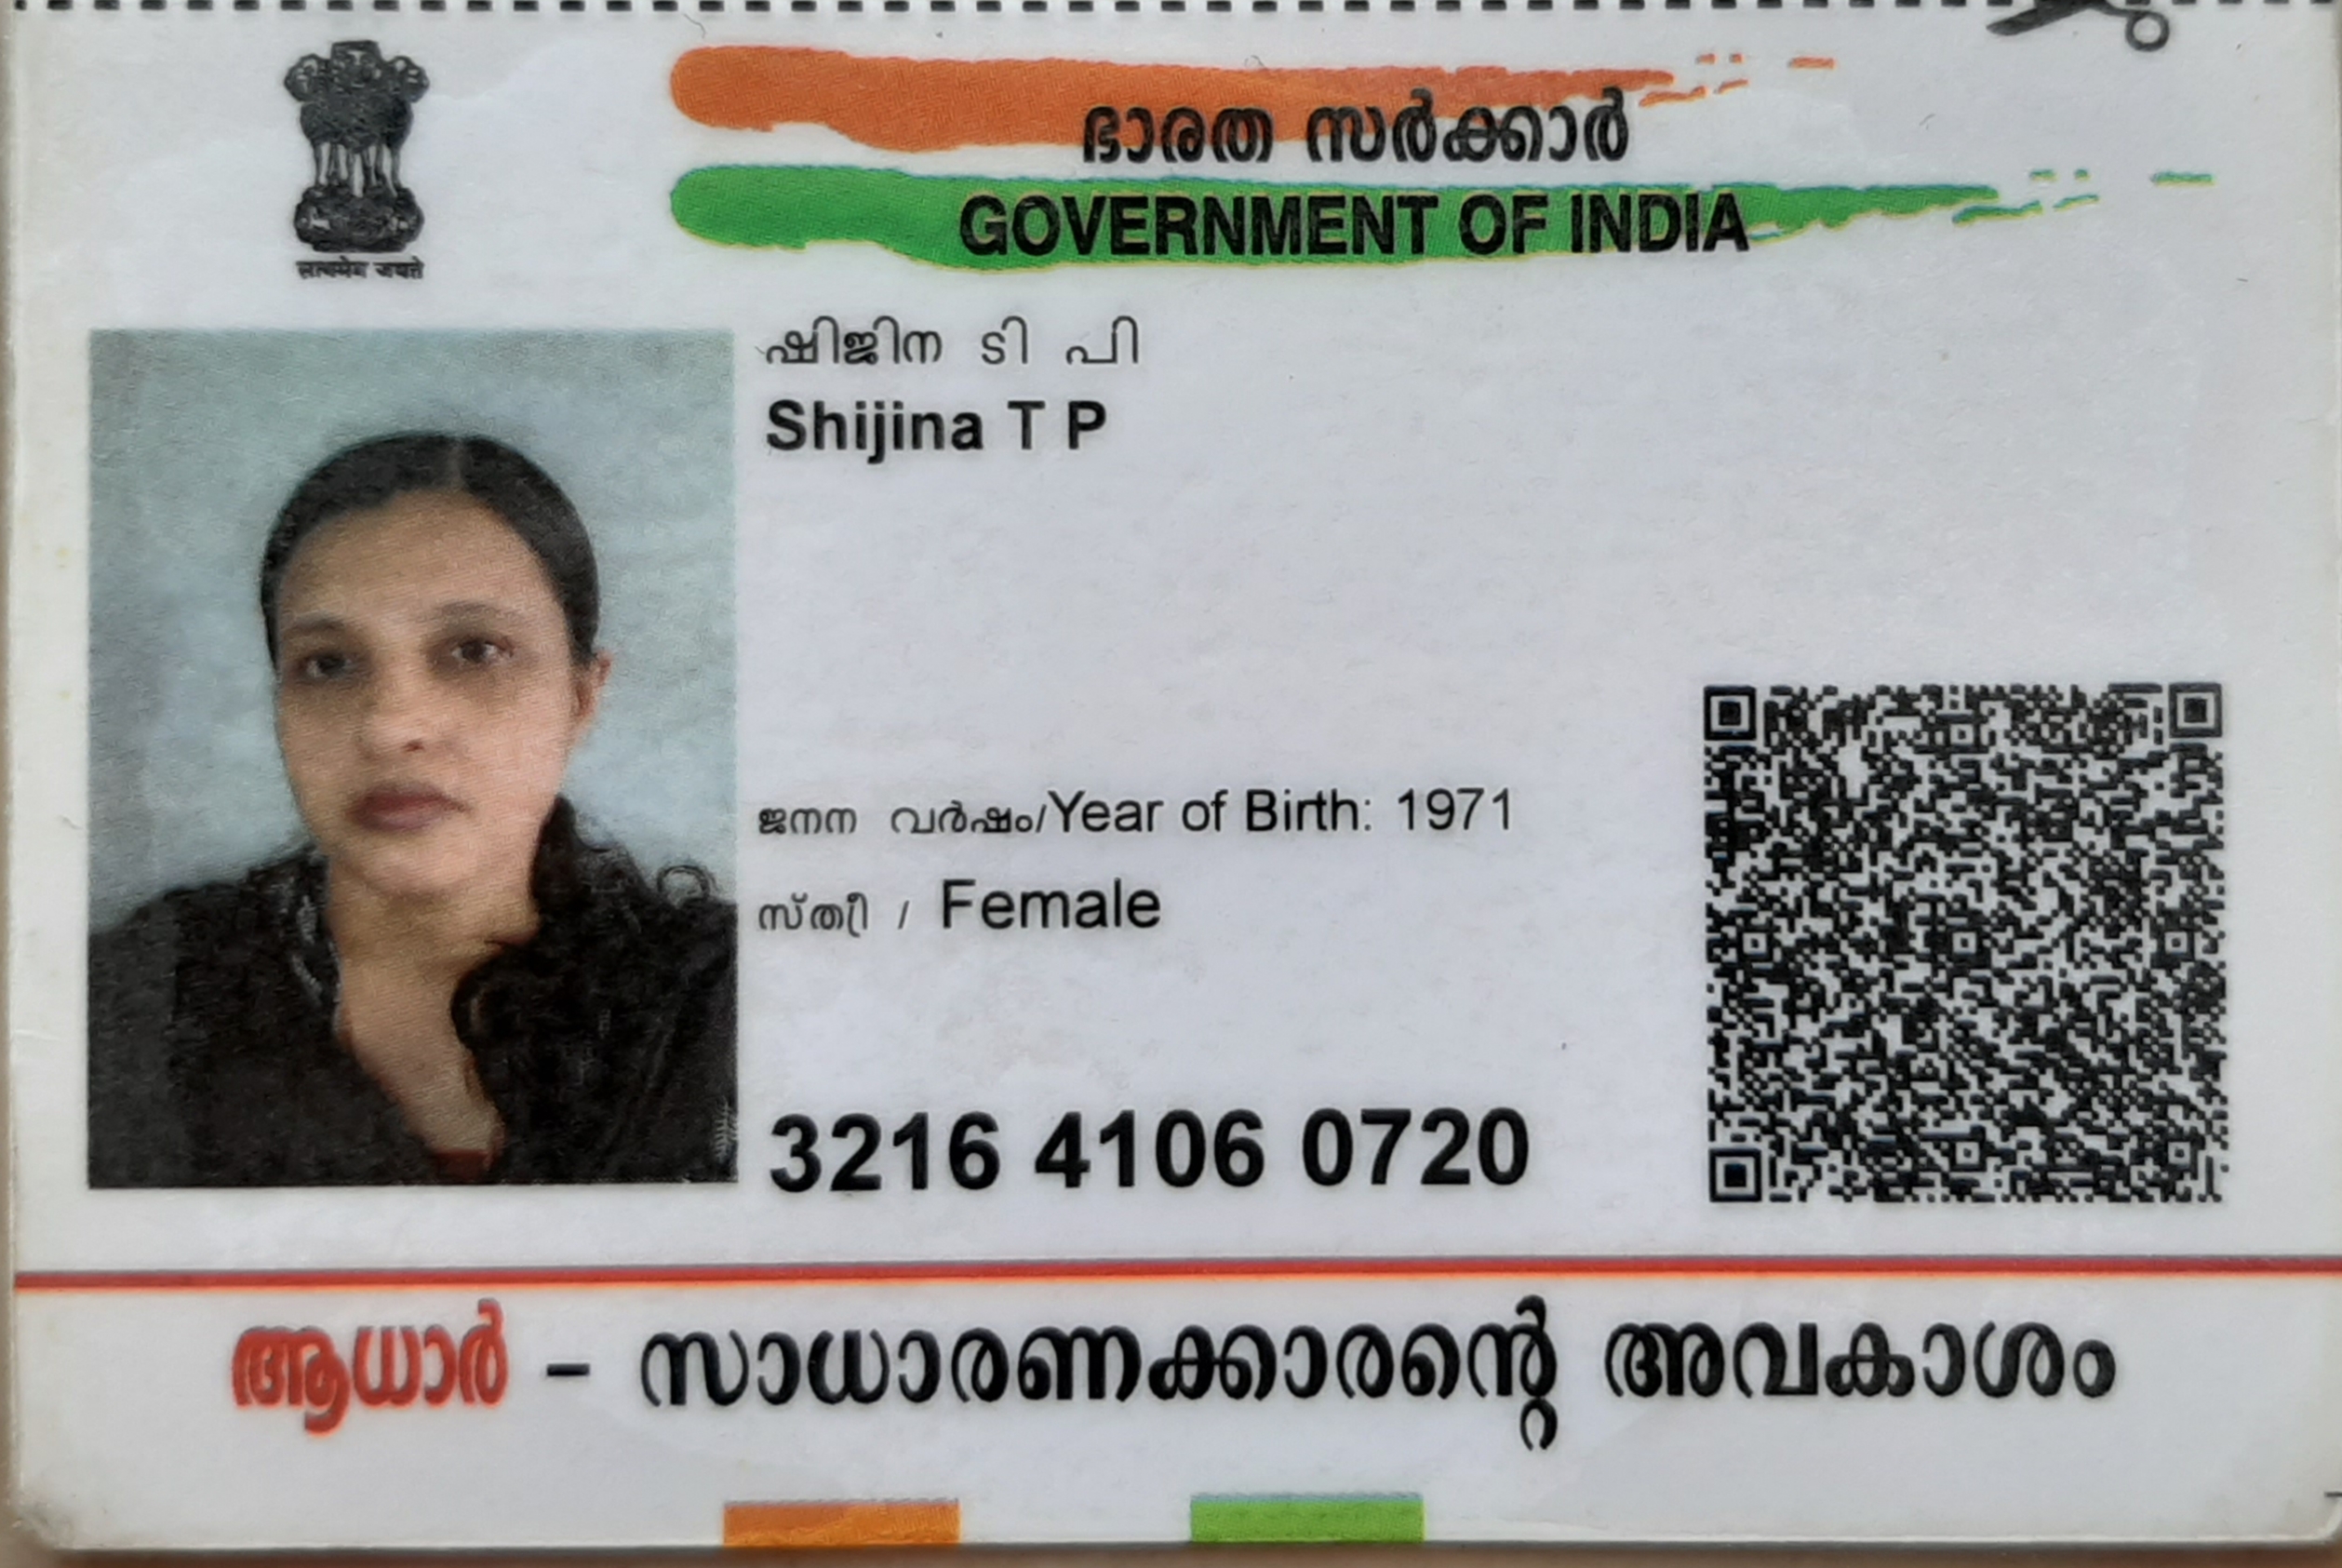 सत्यमेव जयते
ഭാരത സർക്കാർ
GOVERNMENT OF INDIA
ഷിജിന ടി പി
Shijina T P
ജനന വർഷം/Year of Birth: 1971
സ്ത്രീ / Female
3216 4106 0720
ആധാർ – സാധാരണക്കാരന്റെ അവകാശം